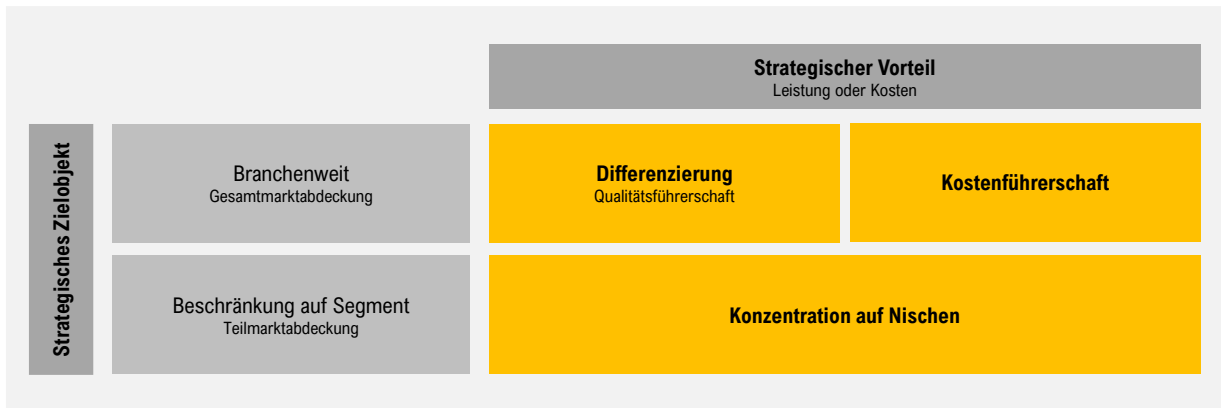 Strategischer Vorteil
Leistung oder Kosten
Strategisches Zielobjekt
Branchenweit
Gesamtmarktabdeckung
Differenzierung
Qualitätsführerschaft
Kostenführerschaft
Beschränkung auf Segment
Teilmarktabdeckung
Konzentration auf Nischen